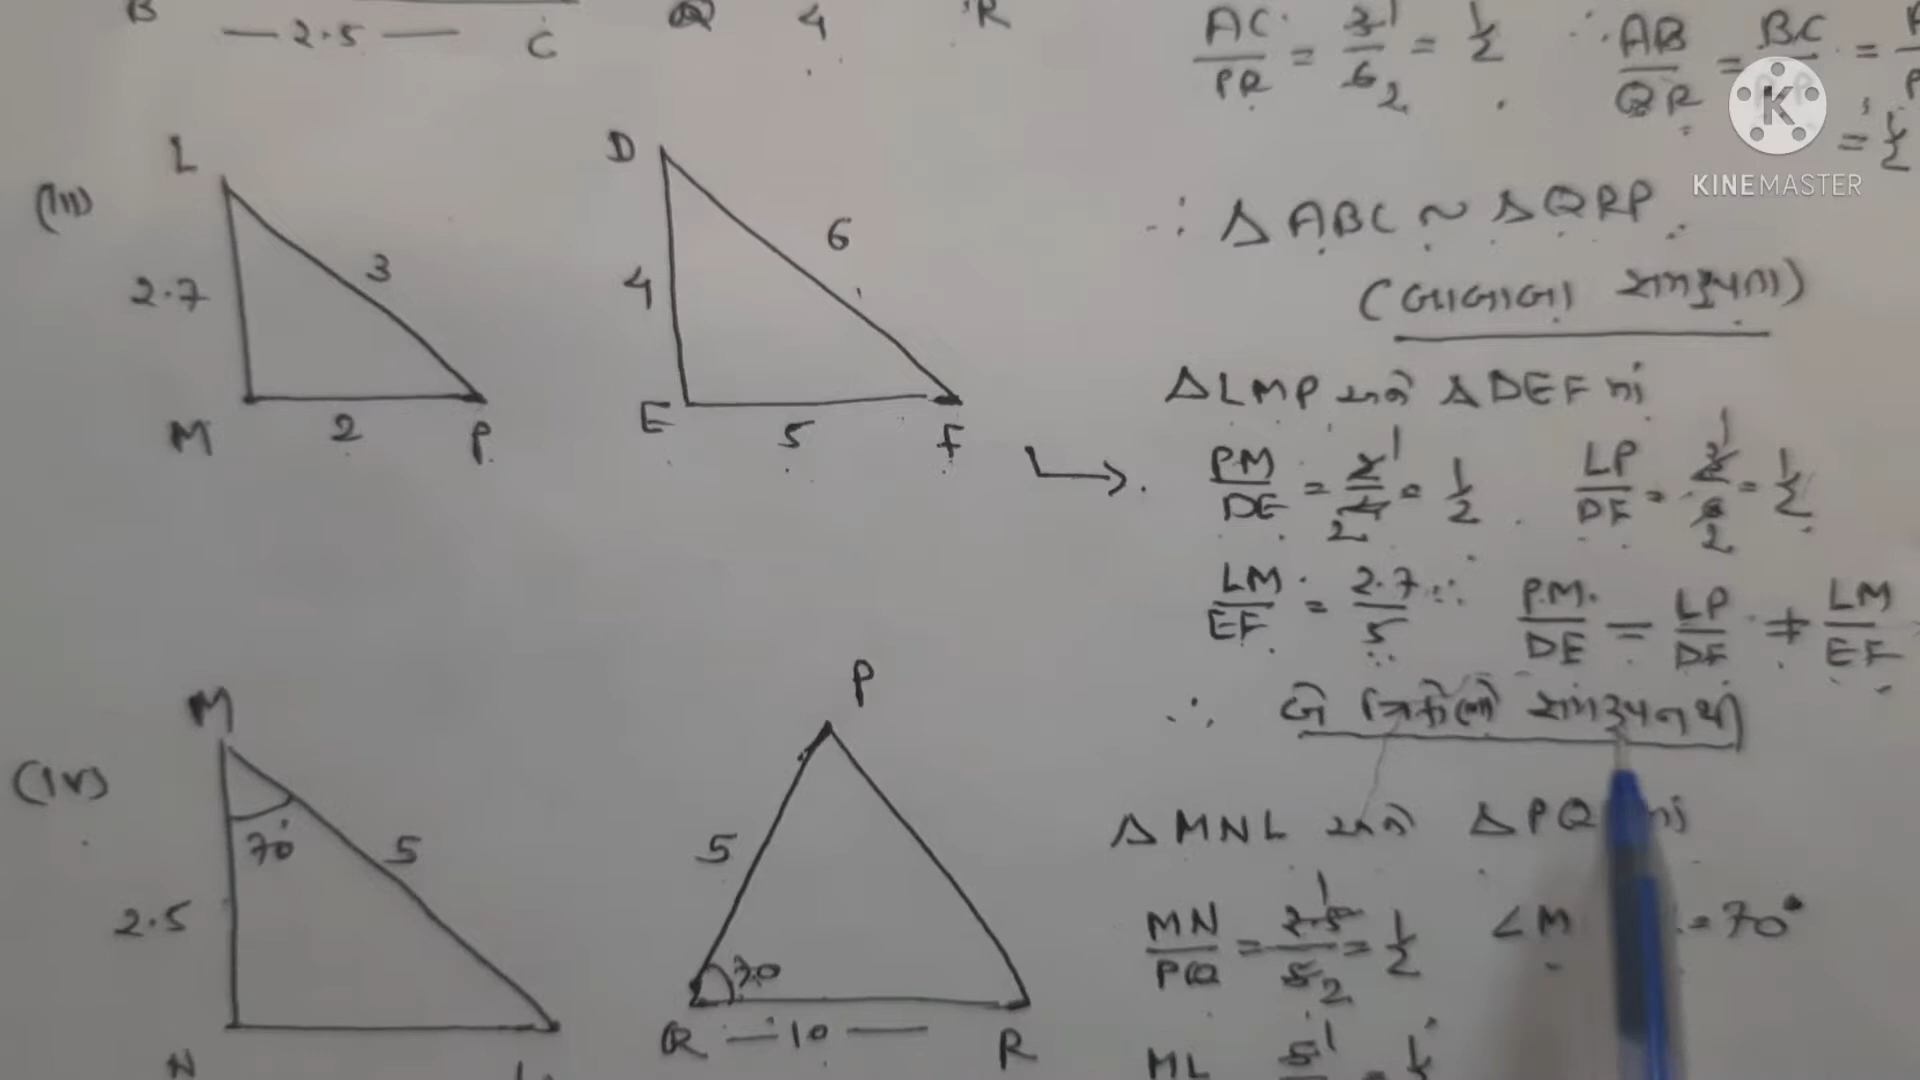 B
— 2.5 — C
Q 4 R
AC/PR = 3/6 = 1/2 ∴ AB/QR = BC
= 1/2
KINEMASTER
∴ Δ ABC ~ Δ QRP
(બાબાબા સમરૂપતા)
(iii)
L
2.7
3
M 2 P
D
4
6
E 5 F
Δ LMP અને Δ DEF માં
PM/DE = 2/4 = 1/2 LP/DF = 3/6 = 1/2
LM/EF = 2.7/5 ∴ PM/DE = LP/DF ≠ LM/EF
∴ બે ત્રિકોણો સમરૂપ નથી
(iv)
M
70°
5
2.5
N L
P
5
70
Q — 10 — R
Δ MNL અને Δ PQ માં
MN/PQ = 2.5/5 = 1/2 ∠M = 70°
ML 5 = 1